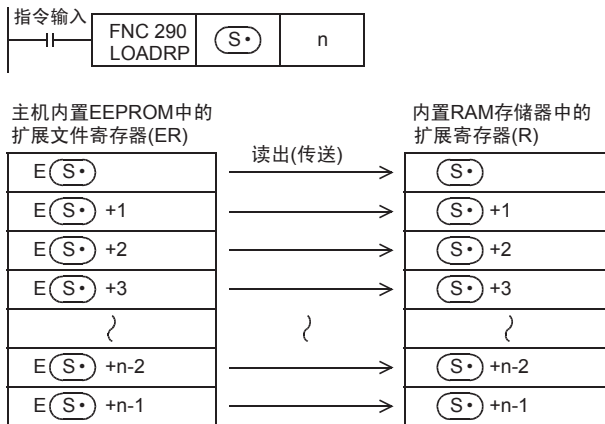 指令输入
FNC 290
LOADRP
S•
n
主机内置EEPROM中的
扩展文件寄存器(ER)
内置RAM存储器中的
扩展寄存器(R)
读出(传送)
E S•
S•
E S• +1
S• +1
E S• +2
S• +2
E S• +3
S• +3
E S• +n-2
S• +n-2
E S• +n-1
S• +n-1